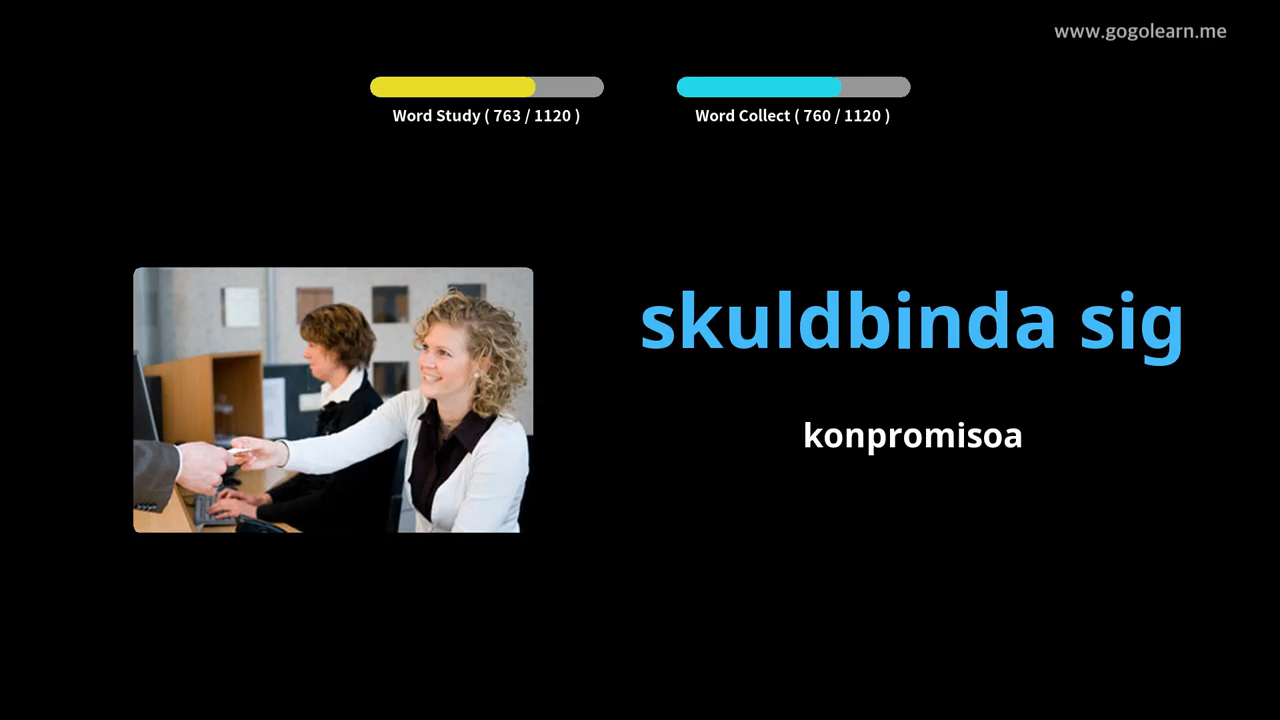 www.gogolearn.me
Word Study ( 763 / 1120 )
Word Collect ( 760 / 1120 )
skuldbinda sig
konpromisoa